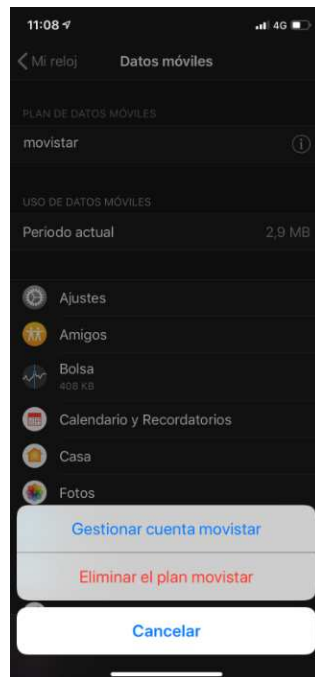 11:08
4G
Mi reloj
Datos móviles
PLAN DE DATOS MÓVILES
movistar
USO DE DATOS MÓVILES
Periodo actual 2,9 MB
Ajustes
Amigos
Bolsa
408 KB
Calendario y Recordatorios
Casa
Fotos
Gestionar cuenta movistar
Eliminar el plan movistar
Cancelar